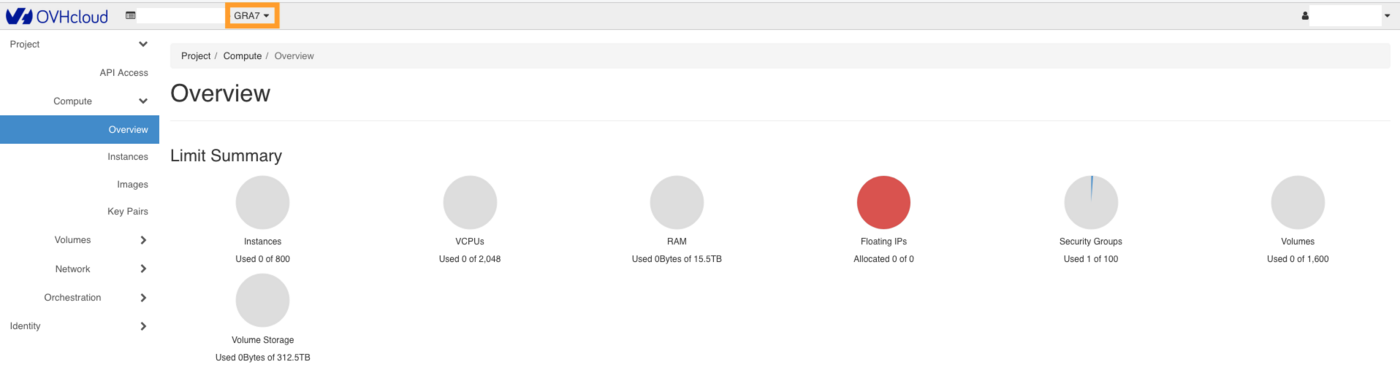 OVHcloud
GRA7
Project
API Access
Compute
Overview
Instances
Images
Key Pairs
Volumes
Network
Orchestration
Identity
Project / Compute / Overview
Overview
Limit Summary
Instances
Used 0 of 800
VCPUs
Used 0 of 2,048
RAM
Used 0Bytes of 15.5TB
Floating IPs
Allocated 0 of 0
Security Groups
Used 1 of 100
Volumes
Used 0 of 1,600
Volume Storage
Used 0Bytes of 312.5TB